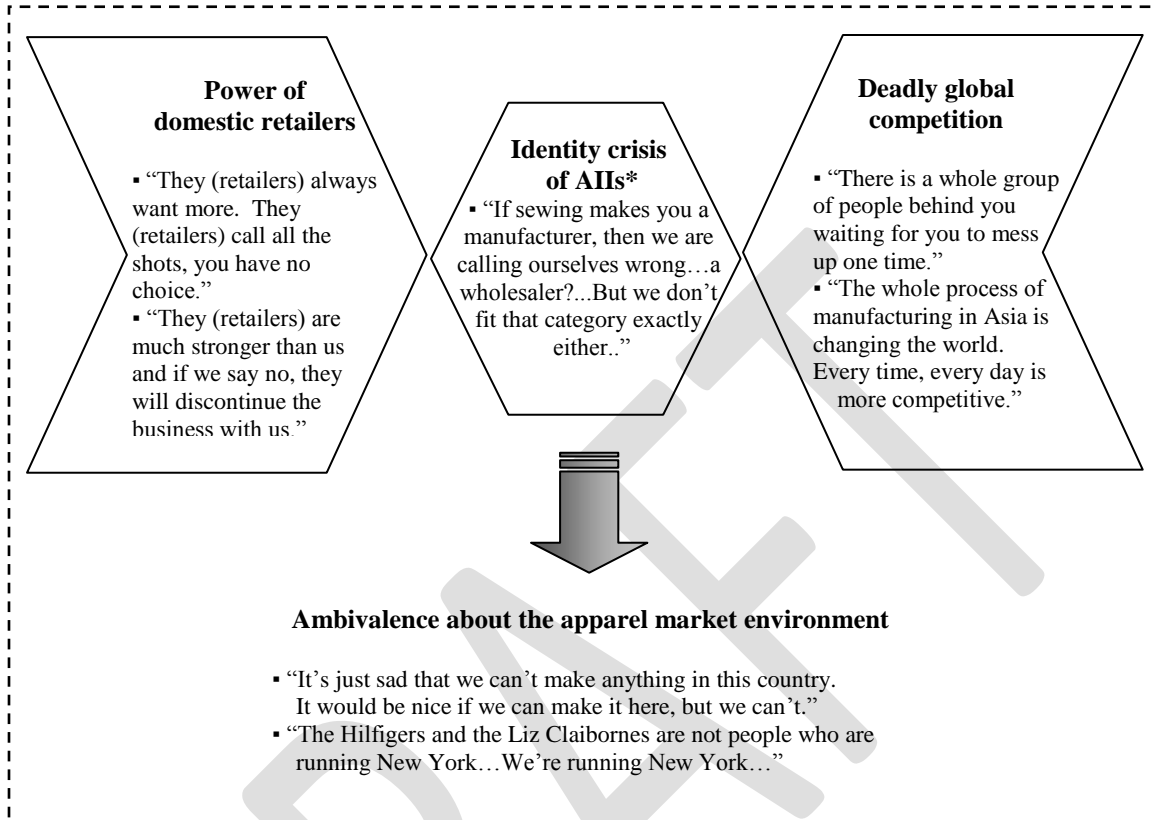 Power of
domestic retailers
▪ “They (retailers) always
want more.  They
(retailers) call all the
shots, you have no
choice.”
▪ “They (retailers) are
much stronger than us
and if we say no, they
will discontinue the
business with us.”
Identity crisis
of AIIs*
▪ “If sewing makes you a
manufacturer, then we are
calling ourselves wrong…a
wholesaler?...But we don’t
fit that category exactly
either..”
Deadly global
competition
▪ “There is a whole group
of people behind you
waiting for you to mess
up one time.”
▪ “The whole process of
manufacturing in Asia is
changing the world.
Every time, every day is
more competitive.”
Ambivalence about the apparel market environment
▪ “It’s just sad that we can’t make anything in this country.
It would be nice if we can make it here, but we can’t.”
▪ “The Hilfigers and the Liz Claibornes are not people who are
running New York…We’re running New York…”
DRAFT